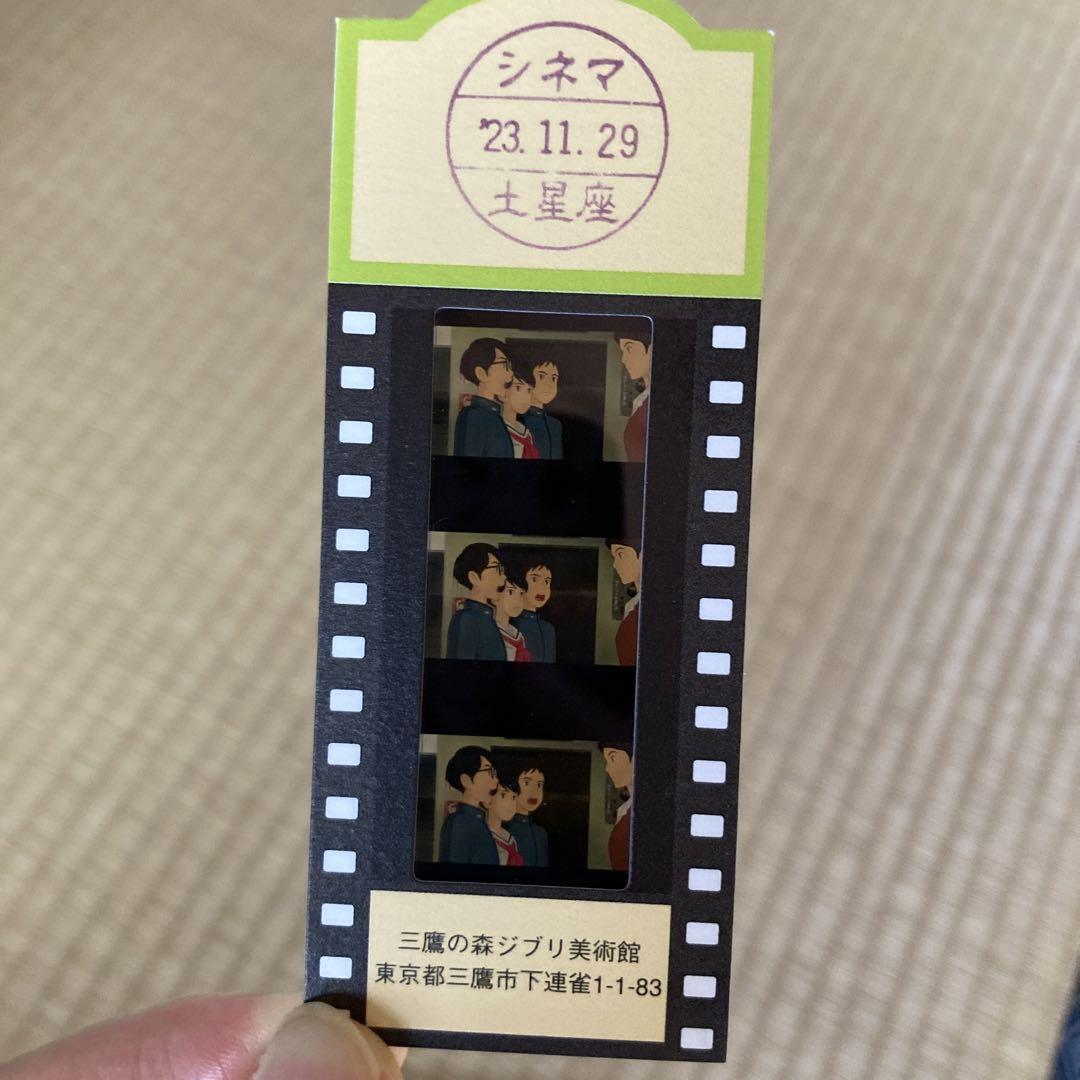 シネマ
'23.11.29
土星座
三鷹の森ジブリ美術館
東京都三鷹市下連雀1-1-83